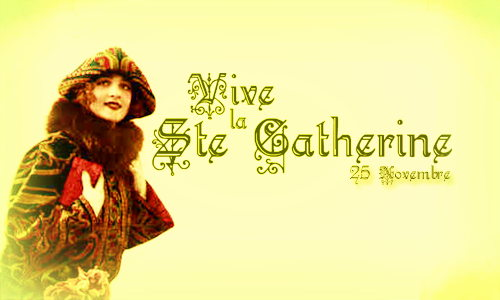 Vive
la
Ste Catherine
25 Novembre